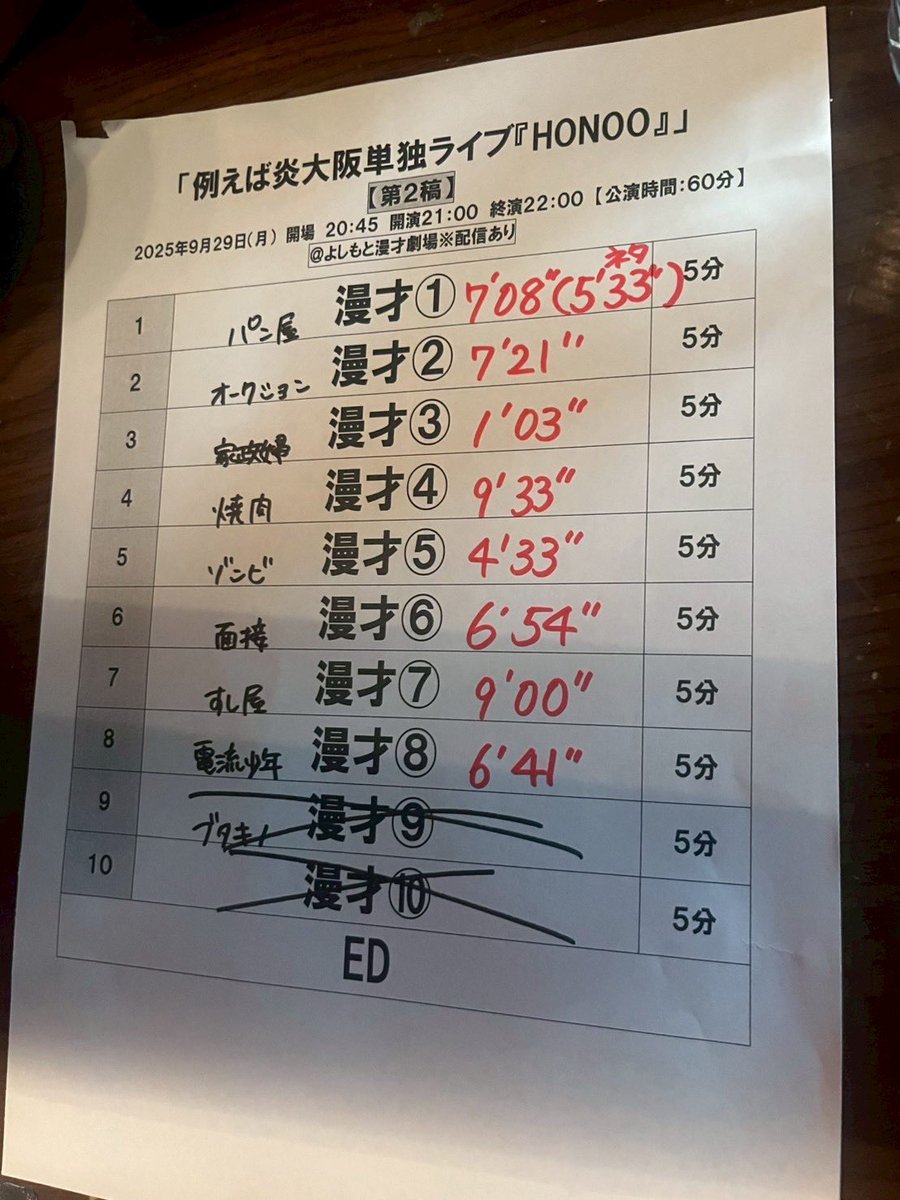 「例えば炎大阪単独ライブ『HONOO』」
【第2稿】
2025年9月29日(月) 開場 20:45 開演21:00 終演22:00 【公演時間:60分】
@よしもと漫才劇場※配信あり
1 パン屋 漫才① 7'08"(5'33") ネタ 5分
2 オークション 漫才② 7'21" 5分
3 家政婦 漫才③ 1'03" 5分
4 焼肉 漫才④ 9'33" 5分
5 ゾンビ 漫才⑤ 4'33" 5分
6 面接 漫才⑥ 6'54" 5分
7 すし屋 漫才⑦ 9'00" 5分
8 電流少年 漫才⑧ 6'41" 5分
9 ブタキノ 漫才⑨ 5分
10 漫才⑩ 5分
ED